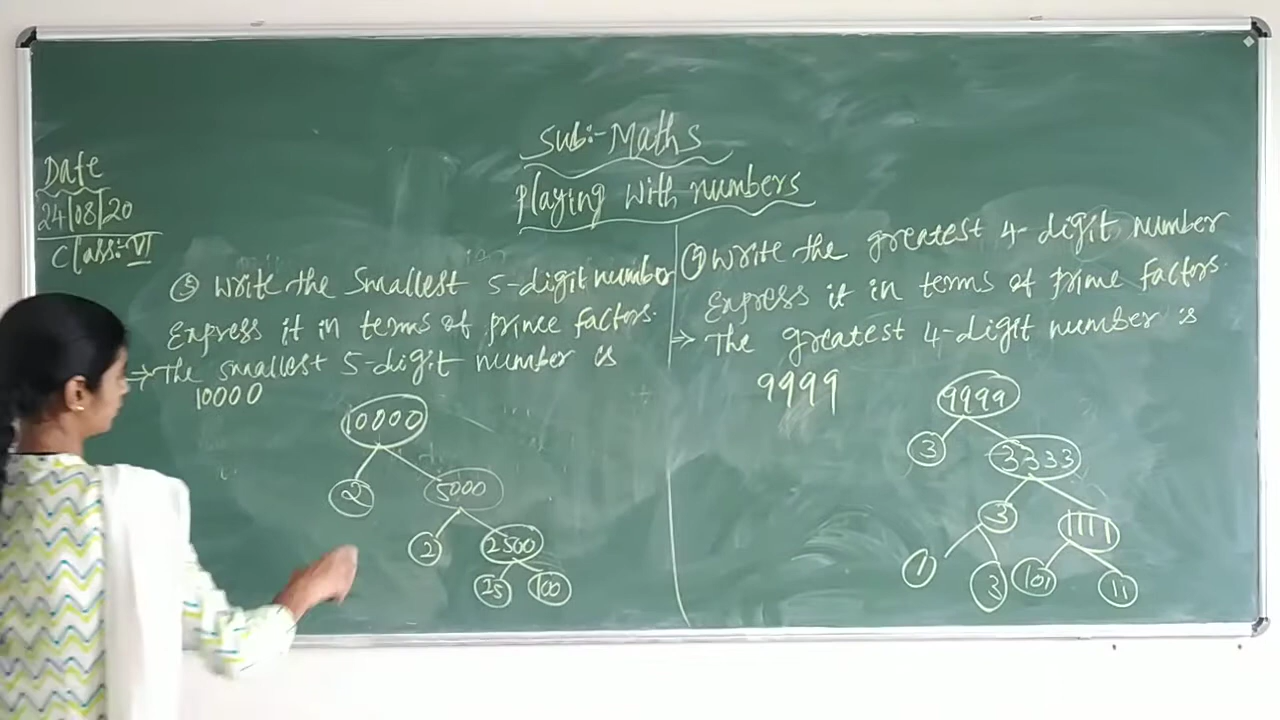 Sub:- Maths
Playing with numbers
Date
24/08/20
Class:- VI
⑤ Write the Smallest 5-digit number
Express it in terms of prince factors.
→ The smallest 5-digit number is
10000
10000
2 5000
2 2500
25 100
Write the greatest 4-digit number
Express it in terms of prime factors.
→ The greatest 4-digit number is
9999
9999
3 3333
3 1111
1 3 101 11